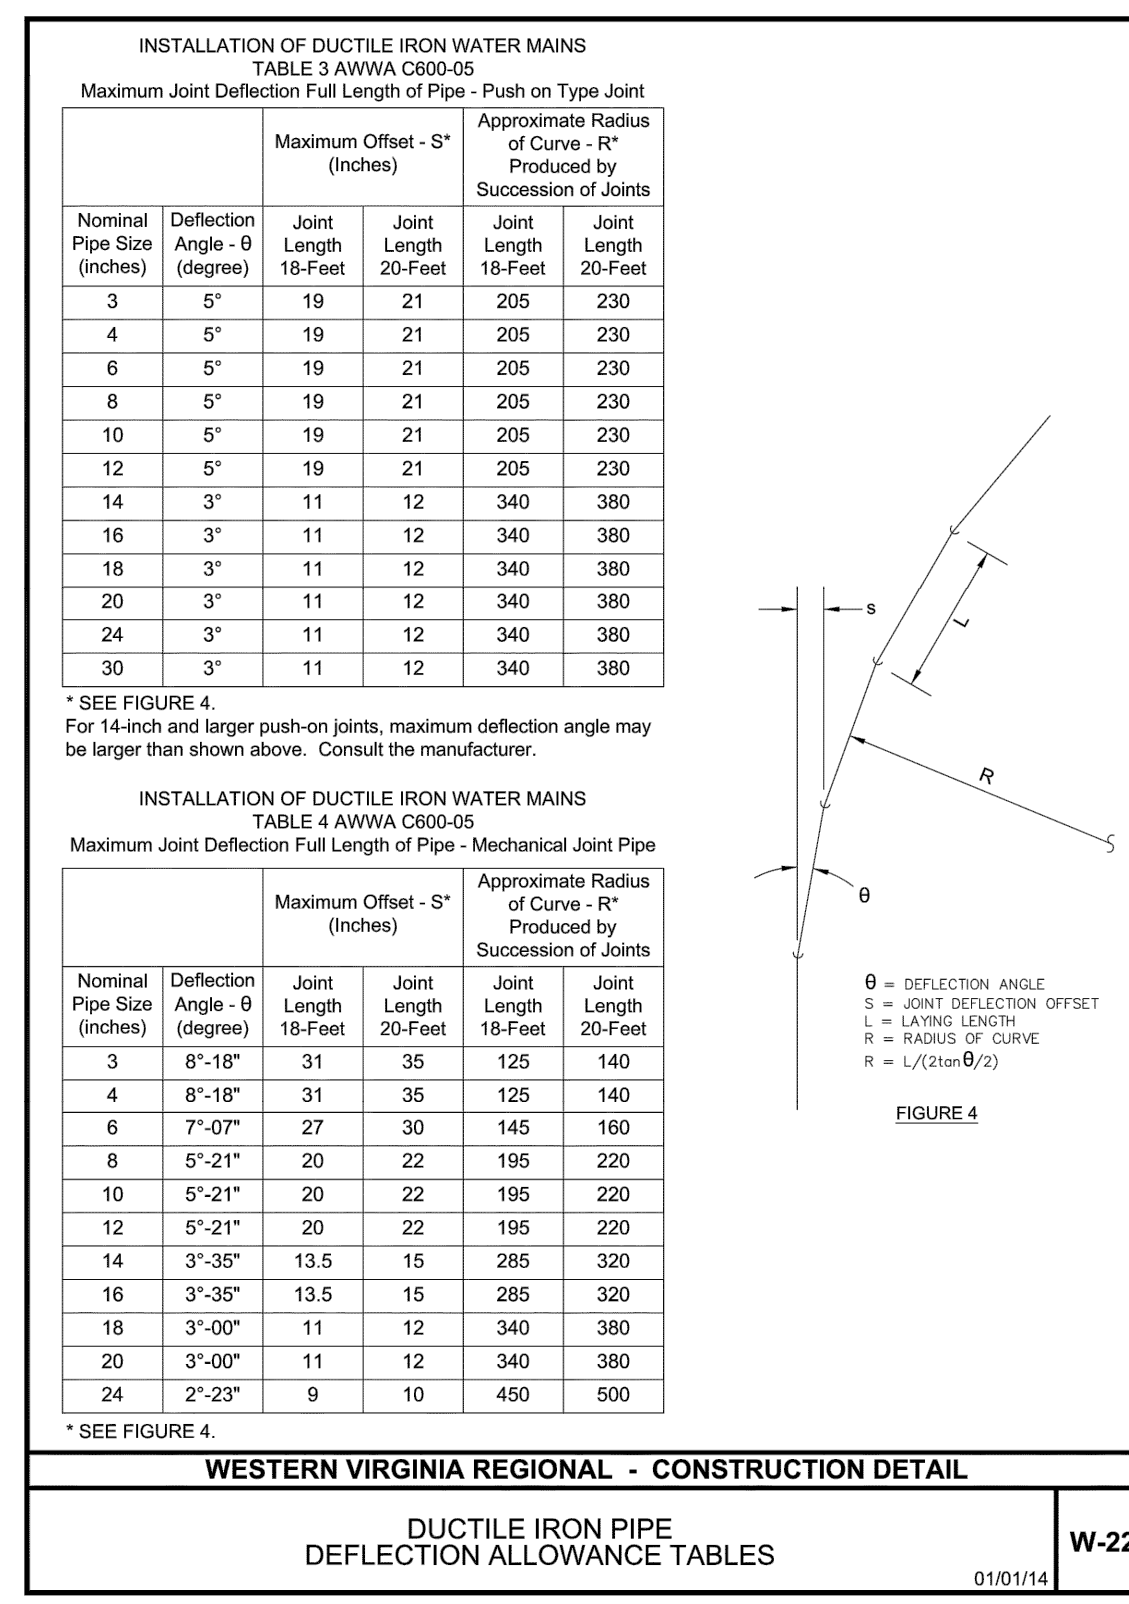 INSTALLATION OF DUCTILE IRON WATER MAINS
TABLE 3 AWWA C600-05
Maximum Joint Deflection Full Length of Pipe - Push on Type Joint
Maximum Offset - S*
(Inches)
Approximate Radius
of Curve - R*
Produced by
Succession of Joints
Nominal
Pipe Size
(inches)
Deflection
Angle - θ
(degree)
Joint
Length
18-Feet
Joint
Length
20-Feet
Joint
Length
18-Feet
Joint
Length
20-Feet
3 5° 19 21 205 230
4 5° 19 21 205 230
6 5° 19 21 205 230
8 5° 19 21 205 230
10 5° 19 21 205 230
12 5° 19 21 205 230
14 3° 11 12 340 380
16 3° 11 12 340 380
18 3° 11 12 340 380
20 3° 11 12 340 380
24 3° 11 12 340 380
30 3° 11 12 340 380
* SEE FIGURE 4.
For 14-inch and larger push-on joints, maximum deflection angle may
be larger than shown above. Consult the manufacturer.
INSTALLATION OF DUCTILE IRON WATER MAINS
TABLE 4 AWWA C600-05
Maximum Joint Deflection Full Length of Pipe - Mechanical Joint Pipe
Maximum Offset - S*
(Inches)
Approximate Radius
of Curve - R*
Produced by
Succession of Joints
Nominal
Pipe Size
(inches)
Deflection
Angle - θ
(degree)
Joint
Length
18-Feet
Joint
Length
20-Feet
Joint
Length
18-Feet
Joint
Length
20-Feet
3 8°-18" 31 35 125 140
4 8°-18" 31 35 125 140
6 7°-07" 27 30 145 160
8 5°-21" 20 22 195 220
10 5°-21" 20 22 195 220
12 5°-21" 20 22 195 220
14 3°-35" 13.5 15 285 320
16 3°-35" 13.5 15 285 320
18 3°-00" 11 12 340 380
20 3°-00" 11 12 340 380
24 2°-23" 9 10 450 500
* SEE FIGURE 4.
S
L
R
θ
θ = DEFLECTION ANGLE
S = JOINT DEFLECTION OFFSET
L = LAYING LENGTH
R = RADIUS OF CURVE
R = L/(2tanθ/2)
FIGURE 4
WESTERN VIRGINIA REGIONAL - CONSTRUCTION DETAIL
DUCTILE IRON PIPE
DEFLECTION ALLOWANCE TABLES
01/01/14
W-22